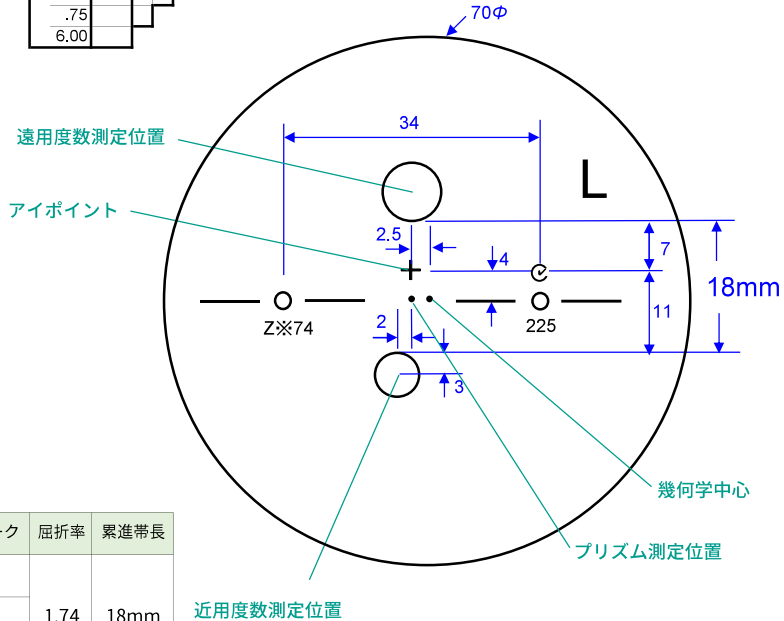 .75
6.00
70Φ
遠用度数測定位置
34
L
アイポイント
2.5
4
7
18mm
11
Z※74
225
2
3
幾何学中心
プリズム測定位置
ーク 屈折率 累進帯長
1.74 18mm
近用度数測定位置